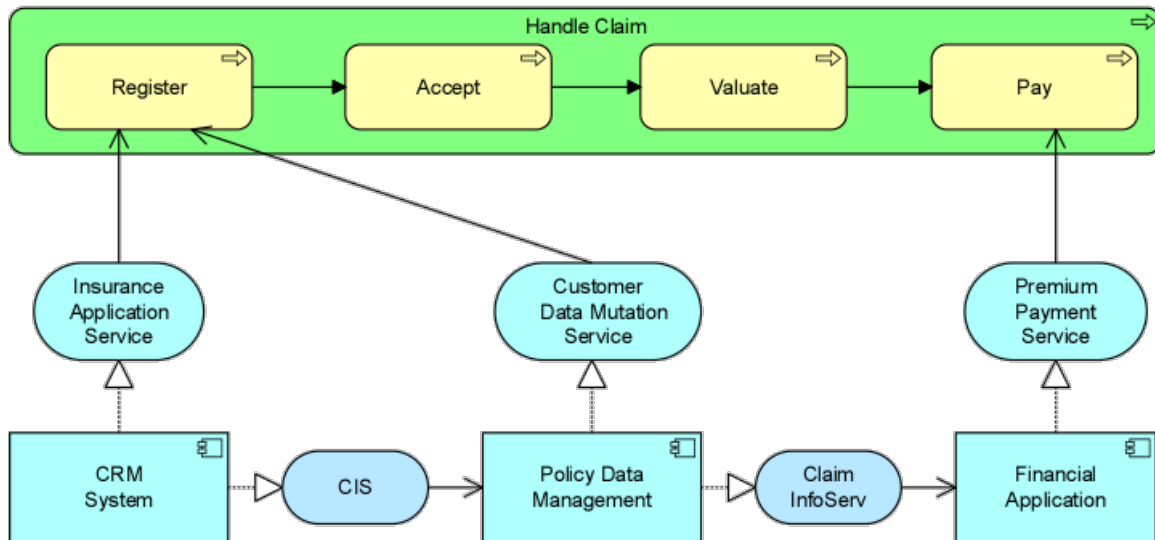 Handle Claim
Register
Accept
Valuate
Pay
Insurance
Application
Service
Customer
Data Mutation
Service
Premium
Payment
Service
CRM
System
CIS
Policy Data
Management
Claim
InfoServ
Financial
Application